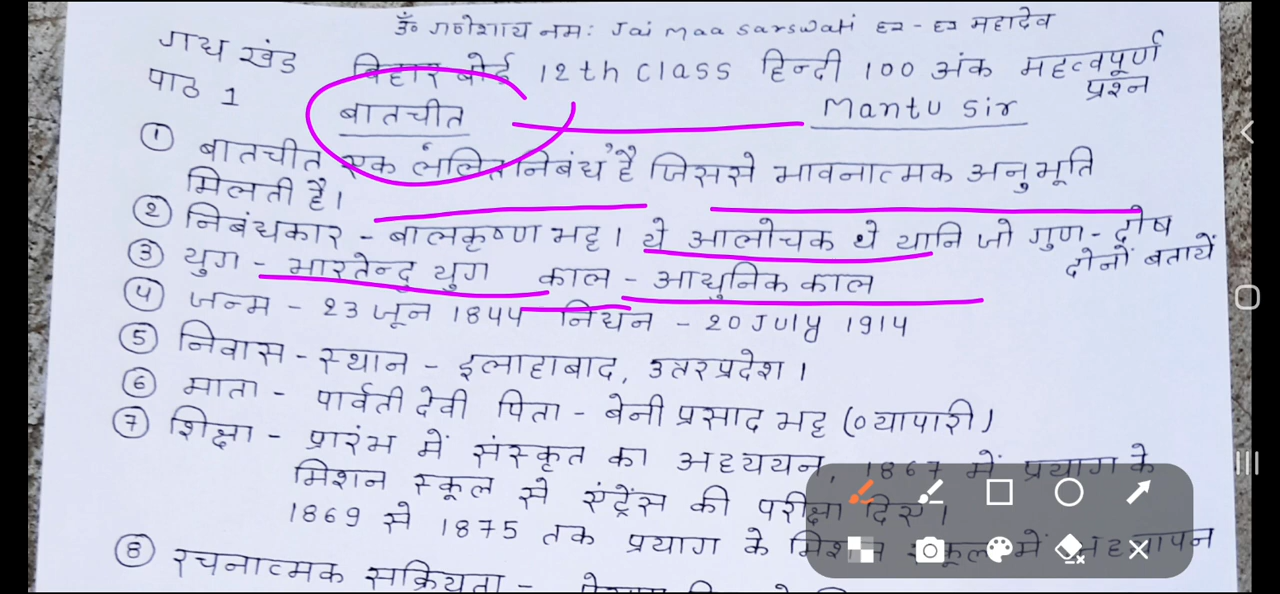 ॐ गणेशाय नमः Jai maa Sarswati हर-हर महादेव
गद्य खंड
बिहार बोर्ड 12th class हिन्दी 100 अंक महत्वपूर्ण प्रश्न
पाठ 1
बातचीत
Mantu Sir
① बातचीत एक ललित निबंध है जिससे भावनात्मक अनुभूति
मिलती है।
② निबंधकार - बालकृष्ण भट्ट। ये आलोचक थे यानि जो गुण-दोष
दोनों बतायें
③ युग - भारतेन्दु युग काल - आधुनिक काल
④ जन्म - 23 जून 1844 निधन - 20 July 1914
⑤ निवास-स्थान - इलाहाबाद, उत्तरप्रदेश।
⑥ माता - पार्वती देवी पिता - बेनी प्रसाद भट्ट (व्यापारी)
⑦ शिक्षा - प्रारंभ में संस्कृत का अध्ययन, 1867 में प्रयाग के
मिशन स्कूल से एंट्रेंस की परीक्षा दिए।
1869 से 1875 तक प्रयाग के मिशन स्कूल में अध्यापन
⑧ रचनात्मक सक्रियता -